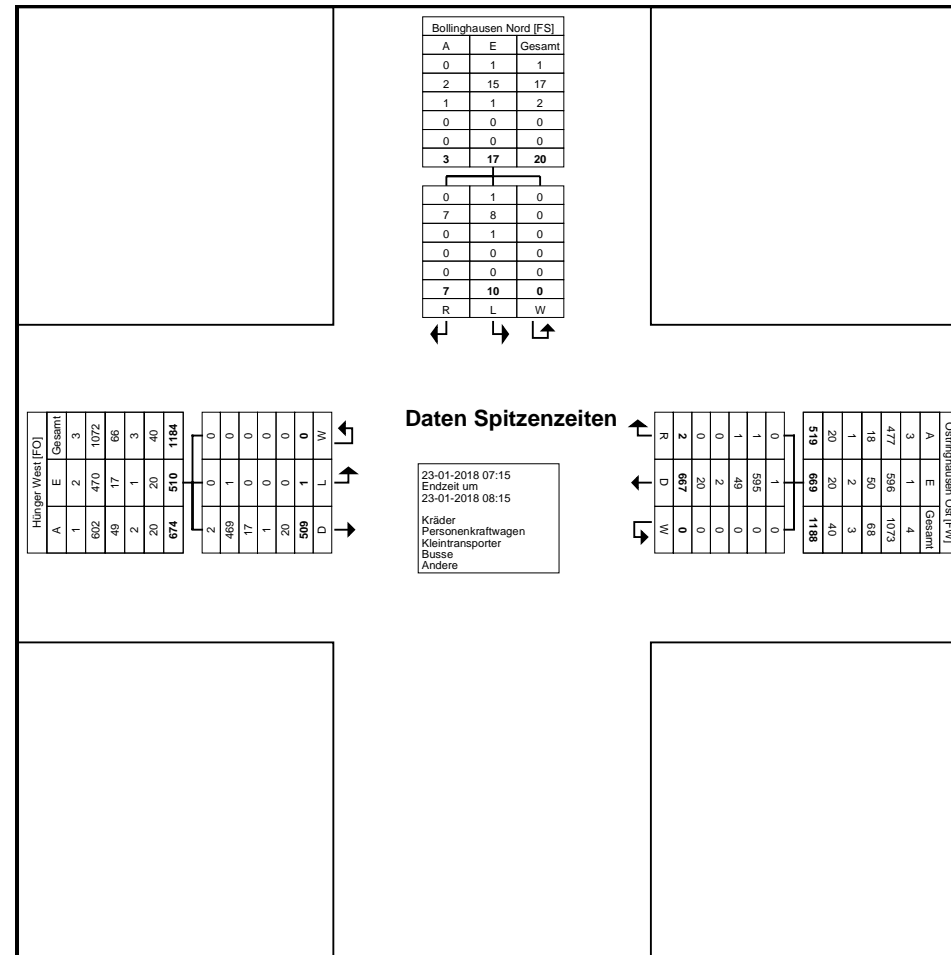 Bollinghausen Nord [FS]
A E Gesamt
0 1 1
2 15 17
1 1 2
0 0 0
0 0 0
3 17 20
0 1 0
7 8 0
0 1 0
0 0 0
0 0 0
7 10 0
R L W
Hünger West [FO]
A E Gesamt
1 2 3
602 470 1072
49 17 66
2 1 3
20 20 40
674 510 1184
2 0 0
469 1 0
17 0 0
1 0 0
20 0 0
509 1 0
D L W
Daten Spitzenzeiten
23-01-2018 07:15
Endzeit um
23-01-2018 08:15
Kräder
Personenkraftwagen
Kleintransporter
Busse
Andere
Ostringhausen Ost [FW]
A E Gesamt
3 1 4
477 596 1073
18 50 68
1 2 3
20 20 40
519 669 1188
0 1 0
1 595 0
1 49 0
0 2 0
0 20 0
2 667 0
R D W